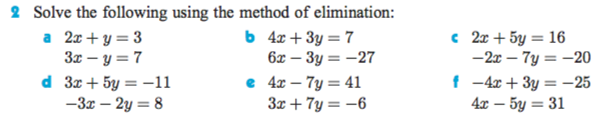 2 Solve the following using the method of elimination:
a 2x + y = 3 b 4x + 3y = 7 c 2x + 5y = 16
3x − y = 7 6x − 3y = −27 −2x − 7y = −20
d 3x + 5y = −11 e 4x − 7y = 41 f −4x + 3y = −25
−3x − 2y = 8 3x + 7y = −6 4x − 5y = 31